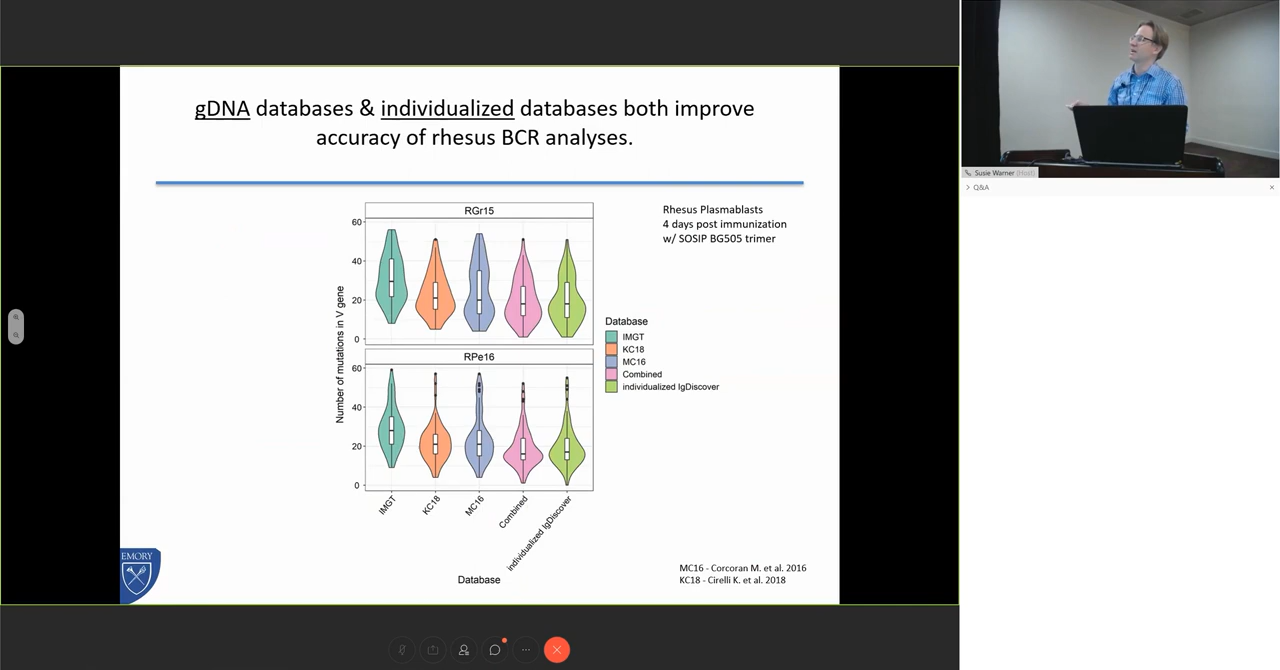 gDNA databases & individualized databases both improve
accuracy of rhesus BCR analyses.
Rhesus Plasmablasts
4 days post immunization
w/ SOSIP BG505 trimer
RGr15
60
40
20
0
RPe16
60
40
20
0
Number of mutations in V gene
IMGT
KC18
MC16
Combined
individualized IgDiscover
Database
Database
IMGT
KC18
MC16
Combined
individualized IgDiscover
MC16 - Corcoran M. et al. 2016
KC18 - Cirelli K. et al. 2018
EMORY
Susie Warner (Host)
Q&A